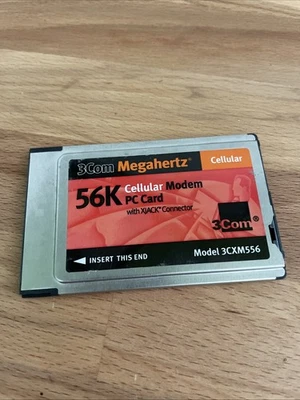 3Com Megahertz® Cellular
56K Cellular Modem
PC Card
with XJACK® Connector
3Com®
INSERT THIS END
Model 3CXM556